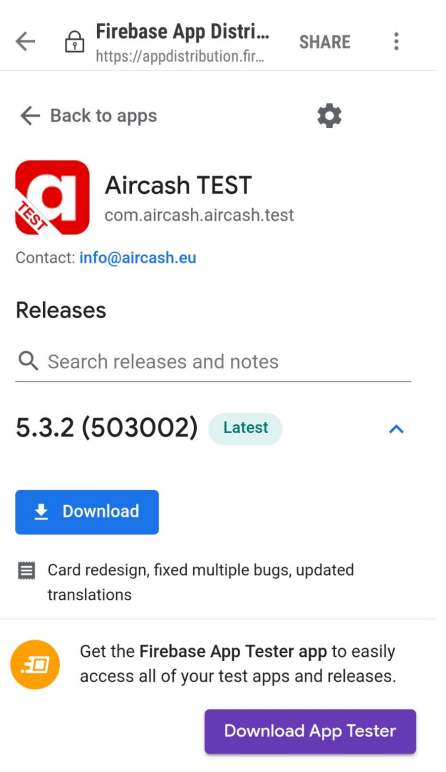 Firebase App Distri...
https://appdistribution.fir...
SHARE
Back to apps
a
TEST
Aircash TEST
com.aircash.aircash.test
Contact: info@aircash.eu
Releases
Search releases and notes
5.3.2 (503002) Latest
Download
Card redesign, fixed multiple bugs, updated
translations
Get the Firebase App Tester app to easily
access all of your test apps and releases.
Download App Tester